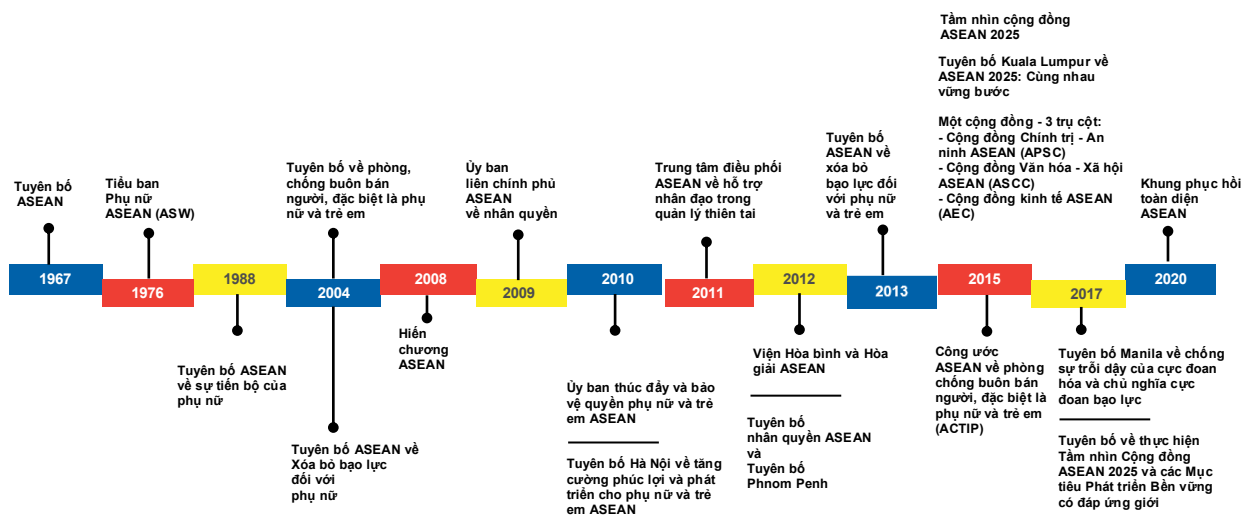 Tuyên bố
ASEAN
1967
Tiểu ban
Phụ nữ
ASEAN (ASW)
1976
1988
Tuyên bố ASEAN
về sự tiến bộ của
phụ nữ
Tuyên bố về phòng,
chống buôn bán
người, đặc biệt là phụ
nữ và trẻ em
2004
Tuyên bố ASEAN về
Xóa bỏ bạo lực
đối với
phụ nữ
2008
Hiến
chương
ASEAN
Ủy ban
liên chính phủ
ASEAN
về nhân quyền
2009
2010
Ủy ban thúc đẩy và bảo
vệ quyền phụ nữ và trẻ
em ASEAN
Tuyên bố Hà Nội về tăng
cường phúc lợi và phát
triển cho phụ nữ và trẻ
em ASEAN
Trung tâm điều phối
ASEAN về hỗ trợ
nhân đạo trong
quản lý thiên tai
2011
2012
Viện Hòa bình và Hòa
giải ASEAN
Tuyên bố
nhân quyền ASEAN
và
Tuyên bố
Phnom Penh
Tuyên bố
ASEAN về
xóa bỏ
bạo lực đối
với phụ nữ
và trẻ em
2013
Tầm nhìn cộng đồng
ASEAN 2025
Tuyên bố Kuala Lumpur về
ASEAN 2025: Cùng nhau
vững bước
Một cộng đồng - 3 trụ cột:
- Cộng đồng Chính trị - An
ninh ASEAN (APSC)
- Cộng đồng Văn hóa - Xã hội
ASEAN (ASCC)
- Cộng đồng kinh tế ASEAN
(AEC)
2015
Công ước
ASEAN về phòng
chống buôn bán
người, đặc biệt là
phụ nữ và trẻ em
(ACTIP)
2017
Tuyên bố Manila về chống
sự trỗi dậy của cực đoan
hóa và chủ nghĩa cực
đoan bạo lực
Tuyên bố về thực hiện
Tầm nhìn Cộng đồng
ASEAN 2025 và các Mục
tiêu Phát triển Bền vững
có đáp ứng giới
Khung phục hồi
toàn diện
ASEAN
2020